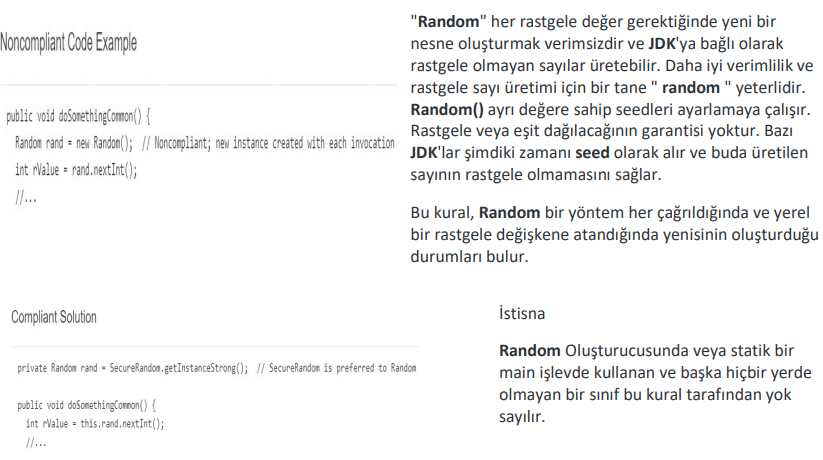 Noncompliant Code Example
public void doSomethingCommon() {
Random rand = new Random();  // Noncompliant; new instance created with each invocation
int rValue = rand.nextInt();
//...
"Random" her rastgele değer gerektiğinde yeni bir
nesne oluşturmak verimsizdir ve JDK'ya bağlı olarak
rastgele olmayan sayılar üretebilir. Daha iyi verimlilik ve
rastgele sayı üretimi için bir tane " random " yeterlidir.
Random() ayrı değere sahip seedleri ayarlamaya çalışır.
Rastgele veya eşit dağılacağının garantisi yoktur. Bazı
JDK'lar şimdiki zamanı seed olarak alır ve buda üretilen
sayının rastgele olmamasını sağlar.
Bu kural, Random bir yöntem her çağrıldığında ve yerel
bir rastgele değişkene atandığında yenisinin oluşturduğu
durumları bulur.
Compliant Solution
private Random rand = SecureRandom.getInstanceStrong();  // SecureRandom is preferred to Random
public void doSomethingCommon() {
int rValue = this.rand.nextInt();
//...
İstisna
Random Oluşturucusunda veya statik bir
main işlevde kullanan ve başka hiçbir yerde
olmayan bir sınıf bu kural tarafından yok
sayılır.